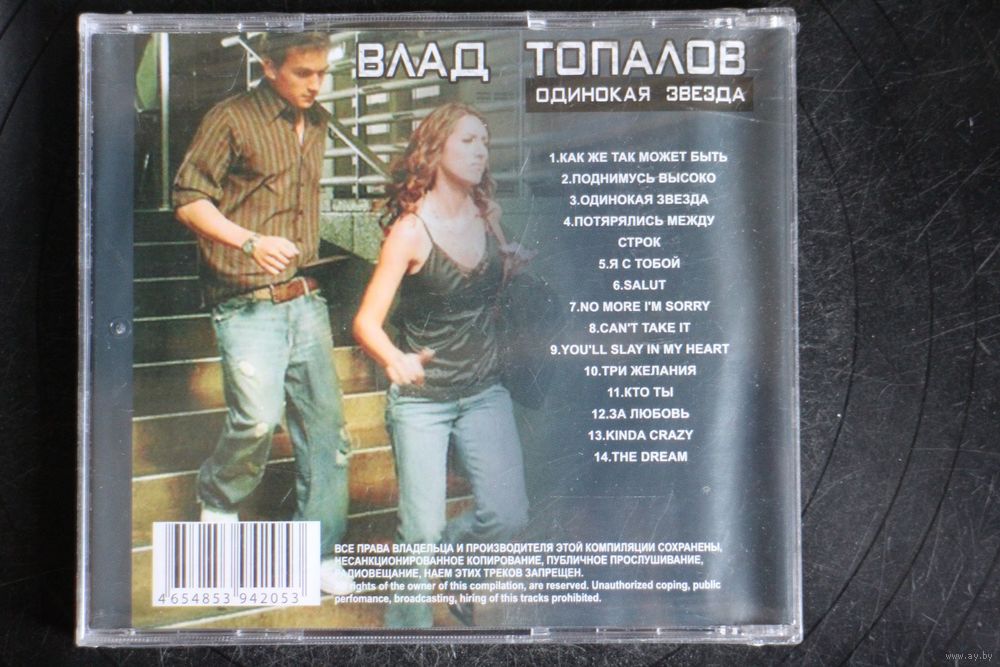 ВЛАД ТОПАЛОВ
ОДИНОКАЯ ЗВЕЗДА
1.КАК ЖЕ ТАК МОЖЕТ БЫТЬ
2.ПОДНИМУСЬ ВЫСОКО
3.ОДИНОКАЯ ЗВЕЗДА
4.ПОТЯРЯЛИСЬ МЕЖДУ
СТРОК
5.Я С ТОБОЙ
6.SALUT
7.NO MORE I'M SORRY
8.CAN'T TAKE IT
9.YOU'LL SLAY IN MY HEART
10.ТРИ ЖЕЛАНИЯ
11.КТО ТЫ
12.ЗА ЛЮБОВЬ
13.KINDA CRAZY
14.THE DREAM
ВСЕ ПРАВА ВЛАДЕЛЬЦА И ПРОИЗВОДИТЕЛЯ ЭТОЙ КОМПИЛЯЦИИ СОХРАНЕНЫ,
НЕСАНКЦИОНИРОВАННОЕ КОПИРОВАНИЕ, ПУБЛИЧНОЕ ПРОСЛУШИВАНИЕ,
РАДИОВЕЩАНИЕ, НАЕМ ЭТИХ ТРЕКОВ ЗАПРЕЩЕН.
All rights of the owner of this compilation, are reserved. Unauthorized coping, public
perfomance, broadcasting, hiring of this tracks prohibited.
4 654853 942053
www.ay.by